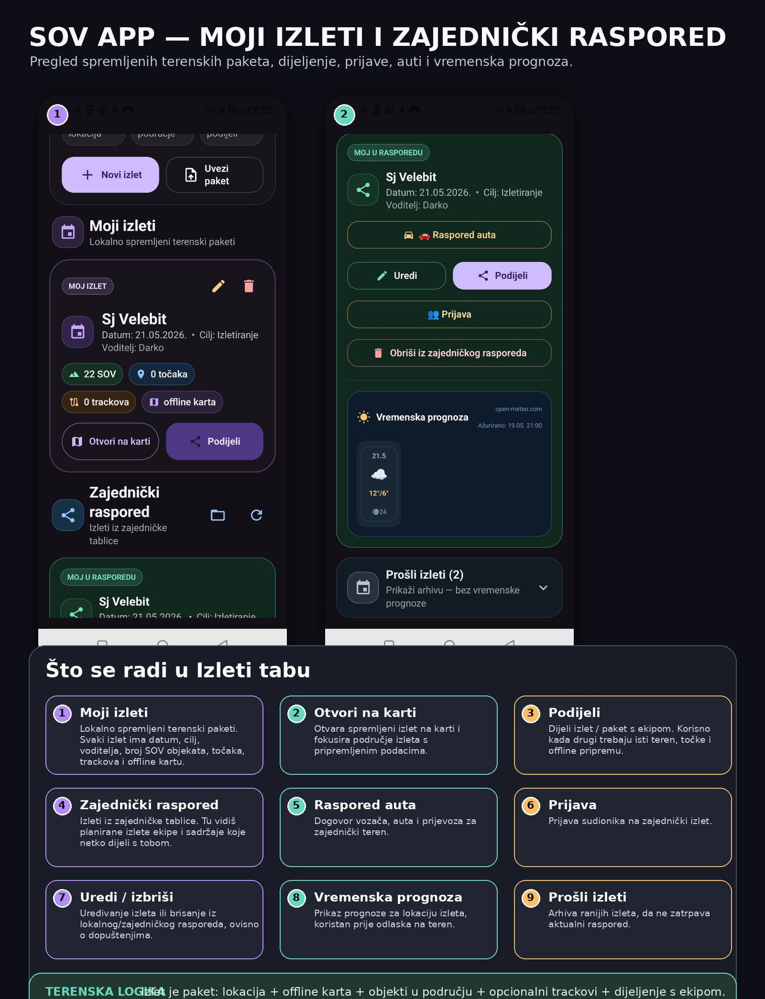 SOV APP — MOJI IZLETI I ZAJEDNIČKI RASPORED
Pregled spremljenih terenskih paketa, dijeljenje, prijave, auti i vremenska prognoza.
1
lokacija
područje
podijeli
Novi izlet
Uvezi
paket
Moji izleti
Lokalno spremljeni terenski paketi
MOJ IZLET
Sj Velebit
Datum: 21.05.2026. • Cilj: Izletiranje
Voditelj: Darko
22 SOV
0 točaka
0 trackova
offline karta
Otvori na karti
Podijeli
Zajednički
raspored
Izleti iz zajedničke
tablice
MOJ U RASPOREDU
Sj Velebit
Datum: 21.05.2026. • Cilj: Izletiranje
2
MOJ U RASPOREDU
Sj Velebit
Datum: 21.05.2026. • Cilj: Izletiranje
Voditelj: Darko
🚗 Raspored auta
Uredi
Podijeli
👥 Prijava
Obriši iz zajedničkog rasporeda
Vremenska prognoza
open-meteo.com
Ažurirano: 19.05. 21:00
21.5
12°/6°
24
Prošli izleti (2)
Prikaži arhivu — bez vremenske
prognoze
Što se radi u Izleti tabu
1 Moji izleti
Lokalno spremljeni terenski paketi.
Svaki izlet ima datum, cilj,
voditelja, broj SOV objekata, točaka,
trackova i offline kartu.
2 Otvori na karti
Otvara spremljeni izlet na karti i
fokusira područje izleta s
pripremljenim podacima.
3 Podijeli
Dijeli izlet / paket s ekipom. Korisno
kada drugi trebaju isti teren, točke i
offline pripremu.
4 Zajednički raspored
Izleti iz zajedničke tablice. Tu vidiš
planirane izlete ekipe i sadržaje koje
netko dijeli s tobom.
5 Raspored auta
Dogovor vozača, auta i prijevoza za
zajednički teren.
6 Prijava
Prijava sudionika na zajednički izlet.
7 Uredi / izbriši
Uređivanje izleta ili brisanje iz
lokalnog/zajedničkog rasporeda, ovisno
o dopuštenjima.
8 Vremenska prognoza
Prikaz prognoze za lokaciju izleta,
koristan prije odlaska na teren.
9 Prošli izleti
Arhiva ranijih izleta, da ne zatrpava
aktualni raspored.
TERENSKA LOGIKA
Izlet je paket: lokacija + offline karta + objekti u području + opcionalni trackovi + dijeljenje s ekipom.